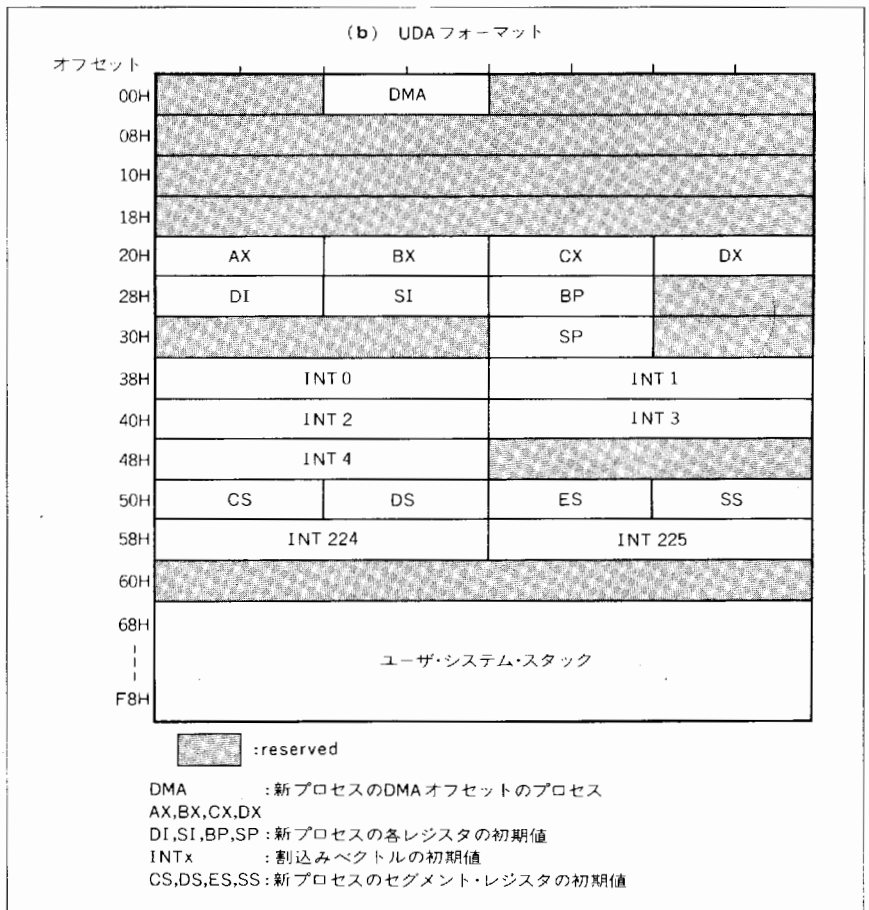 (b) UDAフォーマット
オフセット
00H DMA
08H
10H
18H
20H AX BX CX DX
28H DI SI BP
30H SP
38H INT 0 INT 1
40H INT 2 INT 3
48H INT 4
50H CS DS ES SS
58H INT 224 INT 225
60H
68H
ユーザ・システム・スタック
F8H
:reserved
DMA :新プロセスのDMAオフセットのプロセス
AX,BX,CX,DX
DI,SI,BP,SP:新プロセスの各レジスタの初期値
INTx :割込みベクトルの初期値
CS,DS,ES,SS:新プロセスのセグメント・レジスタの初期値